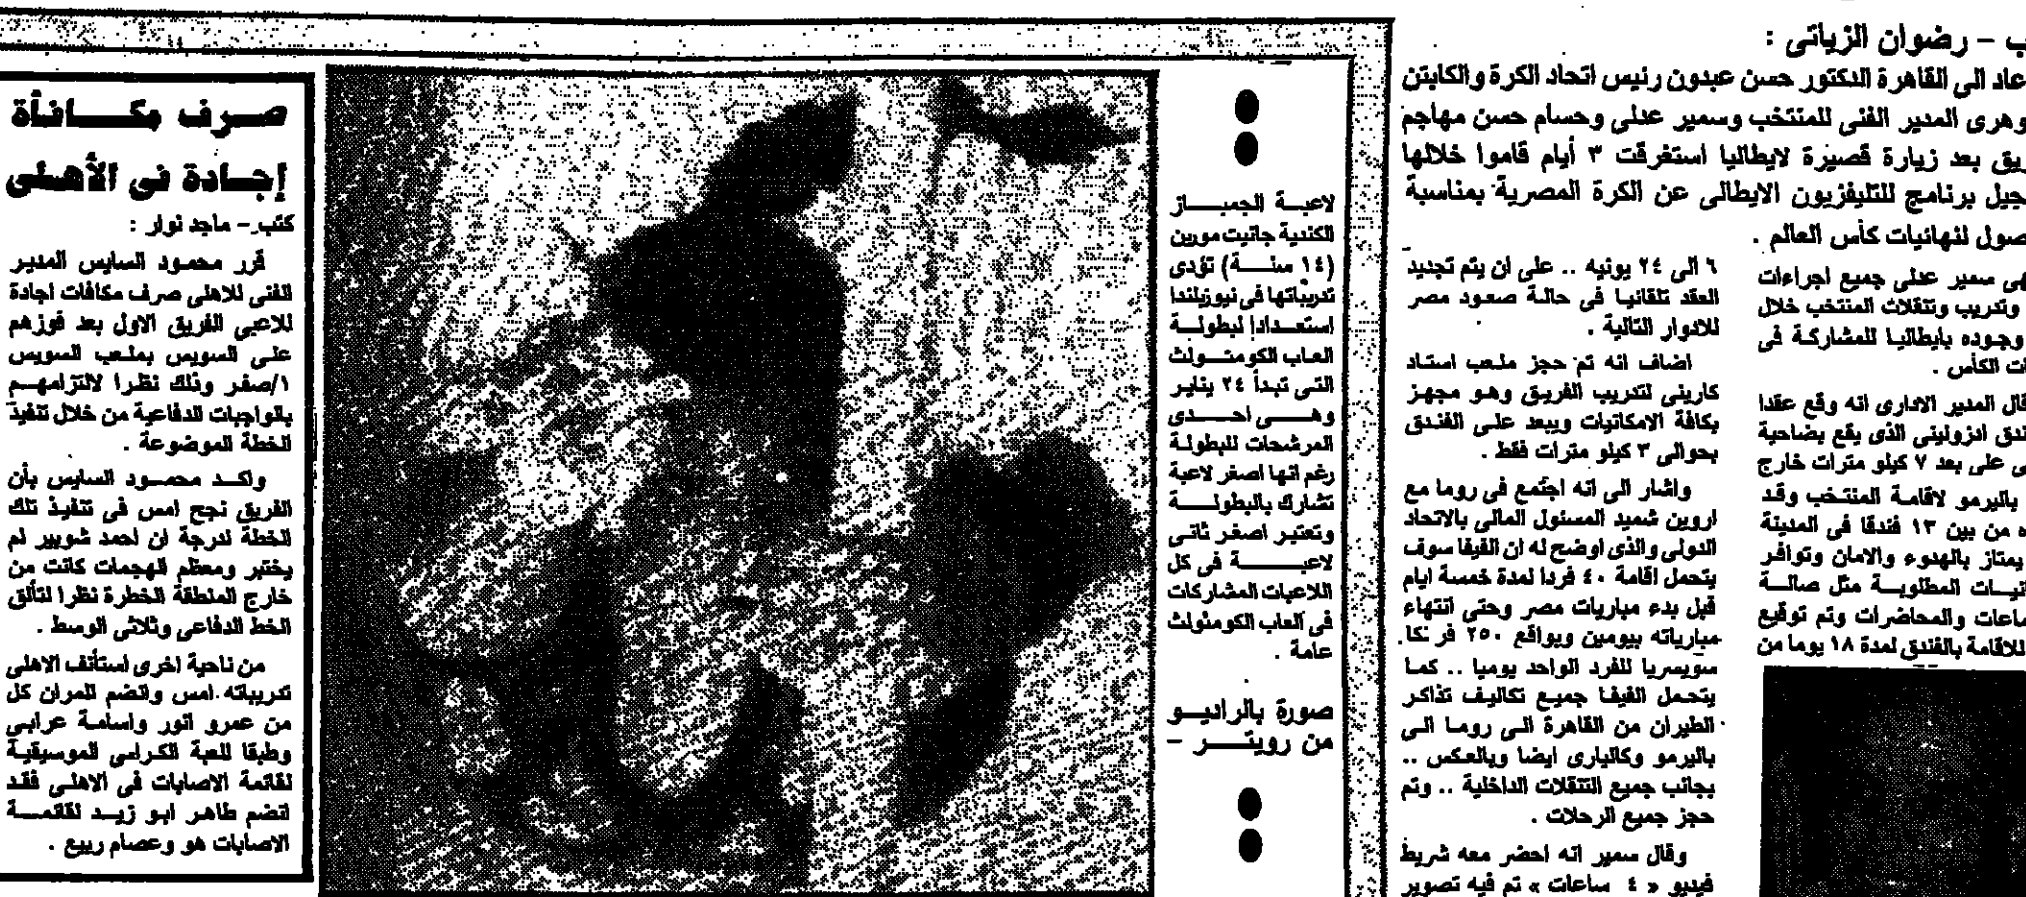 ب - رضوان الزياتى :
عاد الى القاهرة الدكتور حسن عبدون رئيس اتحاد الكرة والكابتن
وهرى المدير الفنى للمنتخب وسمير عدلى وحسام حسن مهاجم
ريق بعد زيارة قصيرة لايطاليا استغرقت ٣ أيام قاموا خلالها
جيل برنامج للتليفزيون الايطالى عن الكرة المصرية بمناسبة
صول لنهائيات كأس العالم .
هى سمير عدلى جميع اجراءات
وتدريب وتنقلات المنتخب خلال
وجوده بايطاليا للمشاركة فى
ات الكأس .
قال المدير الادارى انه وقع عقدا
ندق انزولينى الذى يقع بضاحية
ى على بعد ٧ كيلو مترات خارج
باليرمو لاقامة المنتخب وقد
ه من بين ١٣ فندقا فى المدينة
يمتاز بالهدوء والامان وتوافر
انيات المطلوبة مثل صالة
ماعات والمحاضرات وتم توقيع
للاقامة بالفندق لمدة ١٨ يوما من
٦ الى ٢٤ يونيه .. على ان يتم تجديد
العقد تلقائيا فى حالة صعود مصر
للادوار التالية .
اضاف انه تم حجز ملعب استاد
كارينى لتدريب الفريق وهو مجهز
بكافة الامكانيات ويبعد على الفندق
بحوالى ٣ كيلو مترات فقط .
واشار الى انه اجتمع فى روما مع
اروين شميد المسئول المالى بالاتحاد
الدولى والذى اوضح له ان الفيفا سوف
يتحمل اقامة ٤٠ فردا لمدة خمسة ايام
قبل بدء مباريات مصر وحتى انتهاء
مبارياته بيومين وبواقع ٢٥٠ فر نكا
سويسريا للفرد الواحد يوميا .. كما
يتحمل الفيفا جميع تكاليف تذاكر
الطيران من القاهرة الى روما الى
باليرمو وكالبارى ايضا وبالعكس ..
بجانب جميع التنقلات الداخلية .. وتم
حجز جميع الرحلات .
وقال سمير انه احضر معه شريط
فيديو « ٤ ساعات » تم فيه تصوير
لاعبة الجمباز
الكندية جانيت مورين
(١٤ سنة) تؤدى
تدريباتها فى نيوزيلندا
استعدادا لبطولة
العاب الكومنولث
التى تبدأ ٢٤ يناير
وهى احدى
المرشحات للبطولة
رغم انها اصغر لاعبة
تشارك بالبطولة
وتعتبر اصغر ثانى
لاعبة فى كل
اللاعبات المشاركات
فى العاب الكومنولث
عامة .
صورة بالراديو
من رويتر -
صرف مكافأة
إجادة فى الأهلى
كتب - ماجد نوار :
قرر محمود السايس المدير
الفنى للاهلى صرف مكافات اجادة
للاعبى الفريق الاول بعد فوزهم
على السويس بملعب السويس
١/صفر وذلك نظرا لالتزامهم
بالواجبات الدفاعية من خلال تنفيذ
الخطة الموضوعة .
واكد محمود السايس بأن
الفريق نجح امس فى تنفيذ تلك
الخطة لدرجة ان احمد شوبير لم
يختبر ومعظم الهجمات كانت من
خارج المنطقة الخطرة نظرا لتألق
الخط الدفاعى وثلاثى الوسط .
من ناحية اخرى استأنف الاهلى
تدريباته امس وانضم للمران كل
من عمرو انور واسامة عرابى
وطبقا للعبة الكراسى الموسيقية
لقائمة الاصابات فى الاهلى فقد
انضم طاهر ابو زيد لقائمة
الاصابات هو وعصام ربيع .